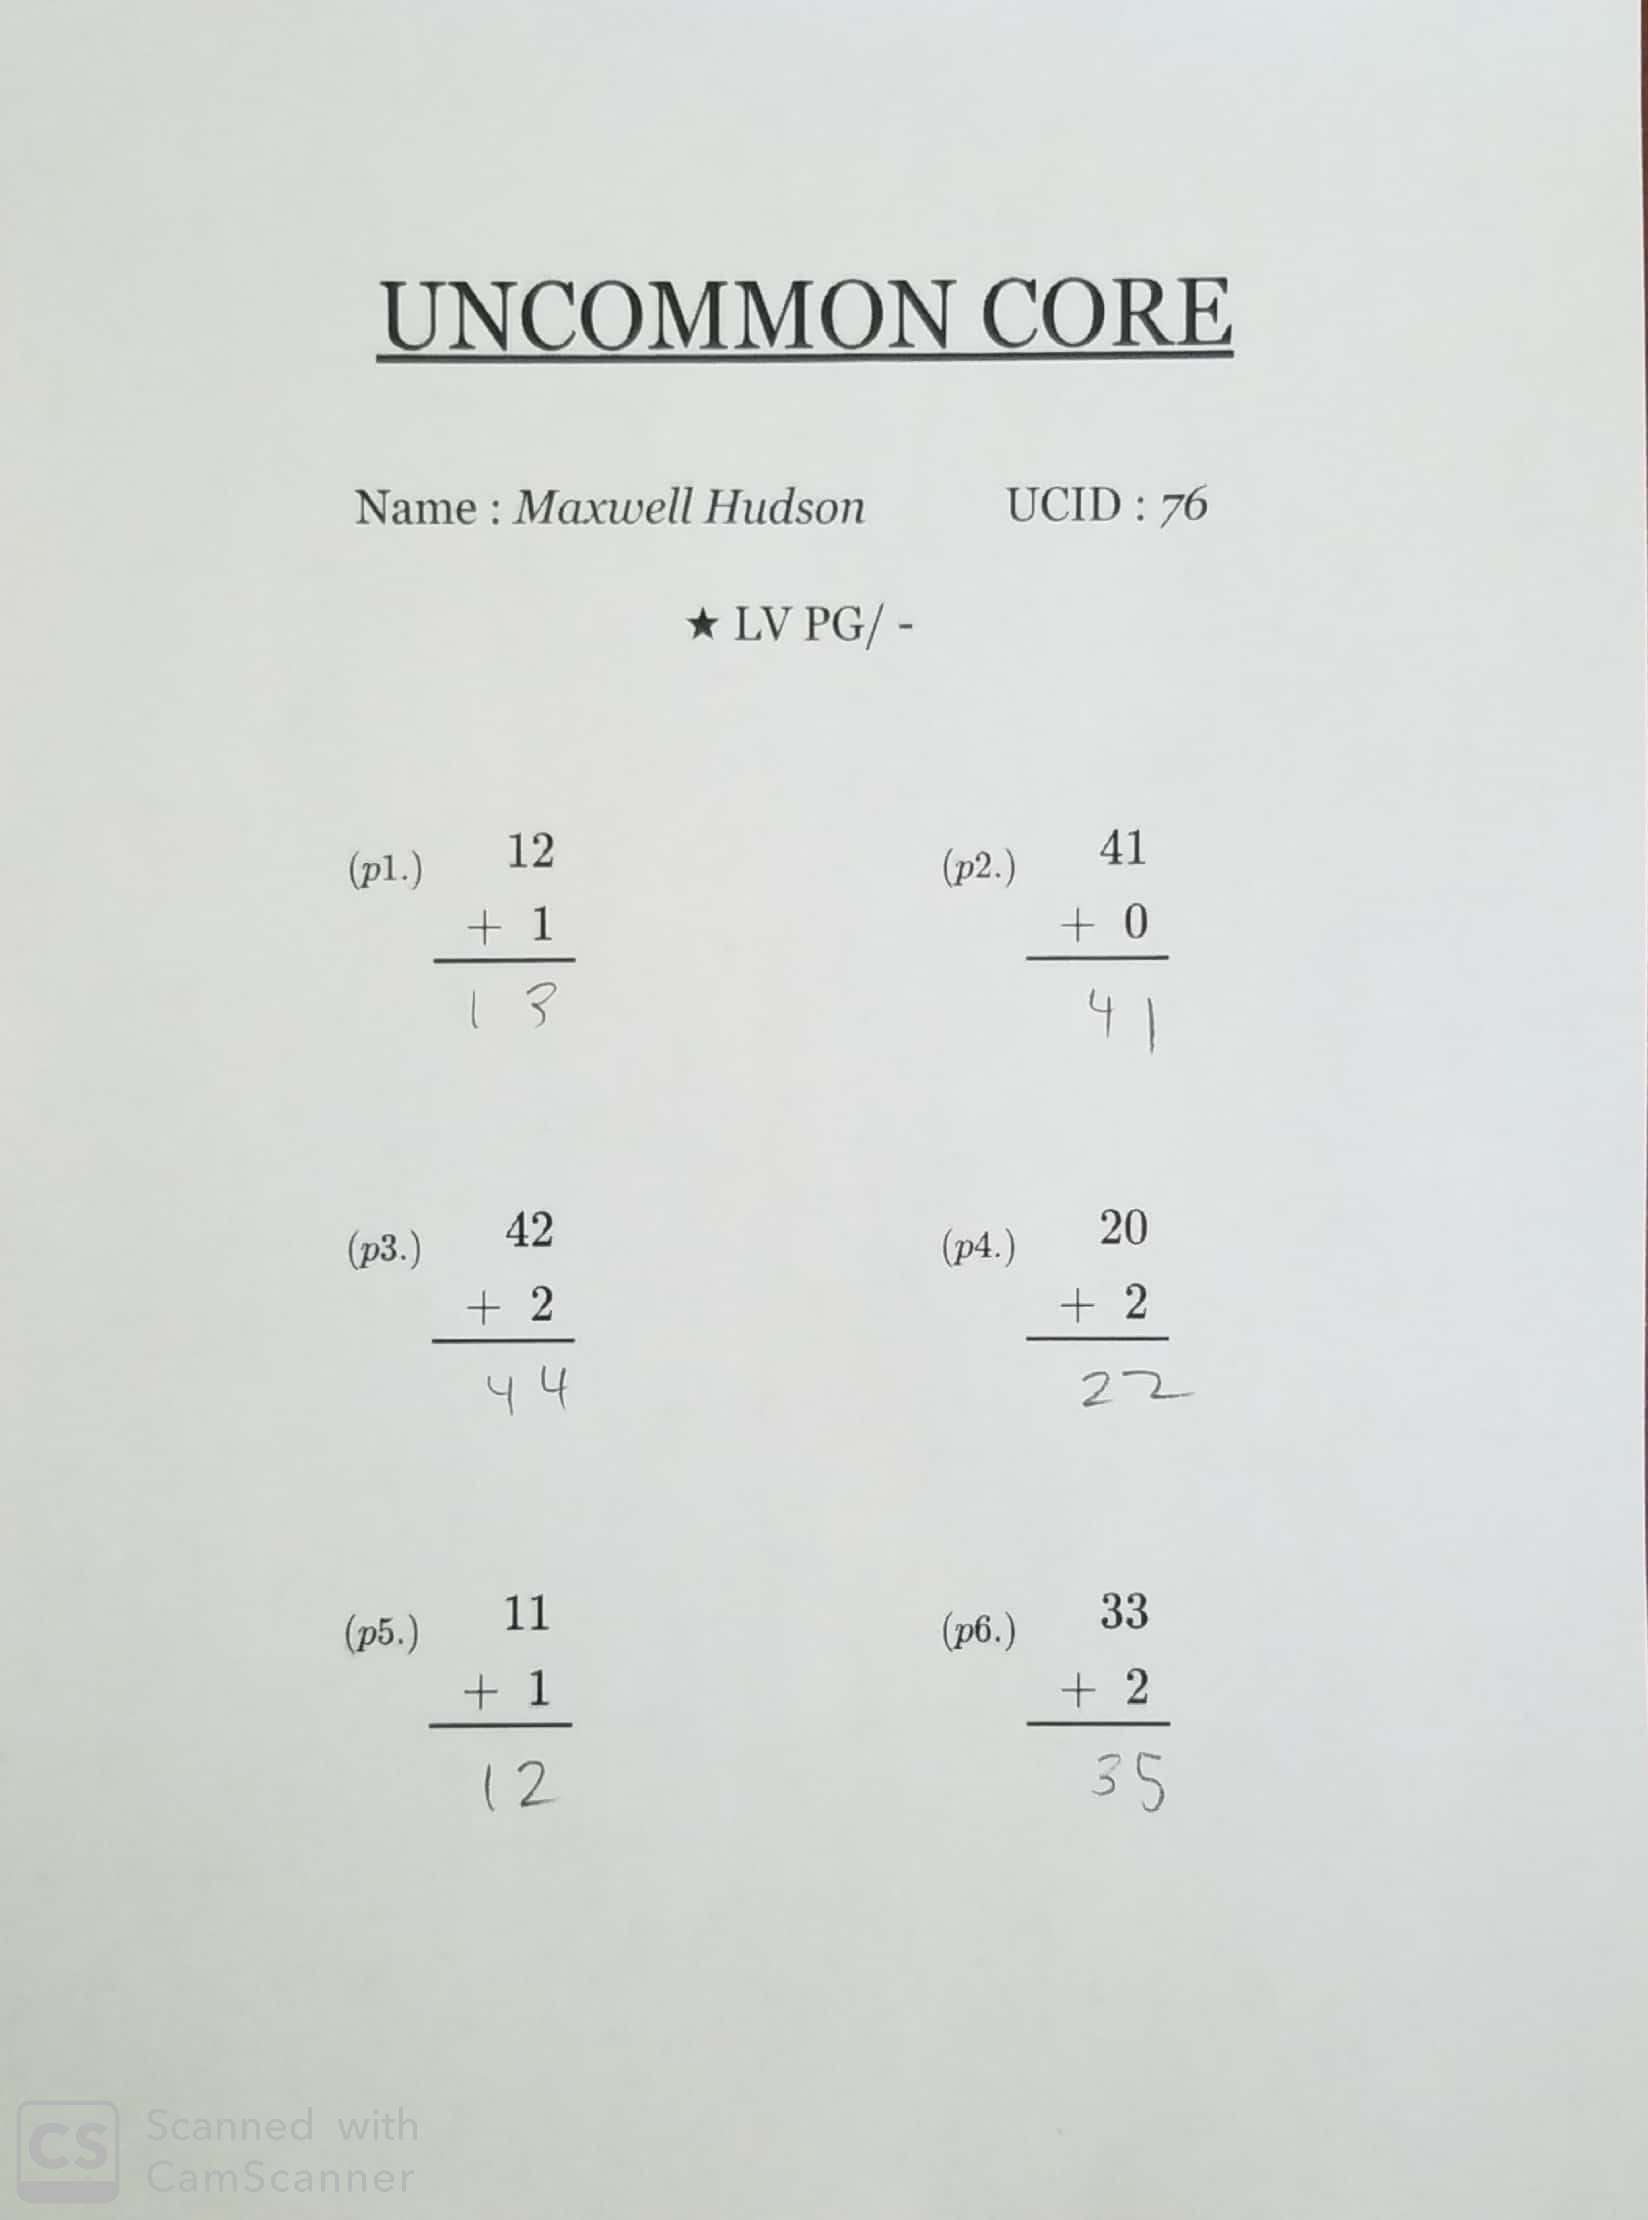 UNCOMMON CORE
Name : Maxwell Hudson UCID : 76
★ LV PG/ -
(p1.) 12
+ 1
13
(p2.) 41
+ 0
41
(p3.) 42
+ 2
44
(p4.) 20
+ 2
22
(p5.) 11
+ 1
12
(p6.) 33
+ 2
35
CS Scanned with
CamScanner